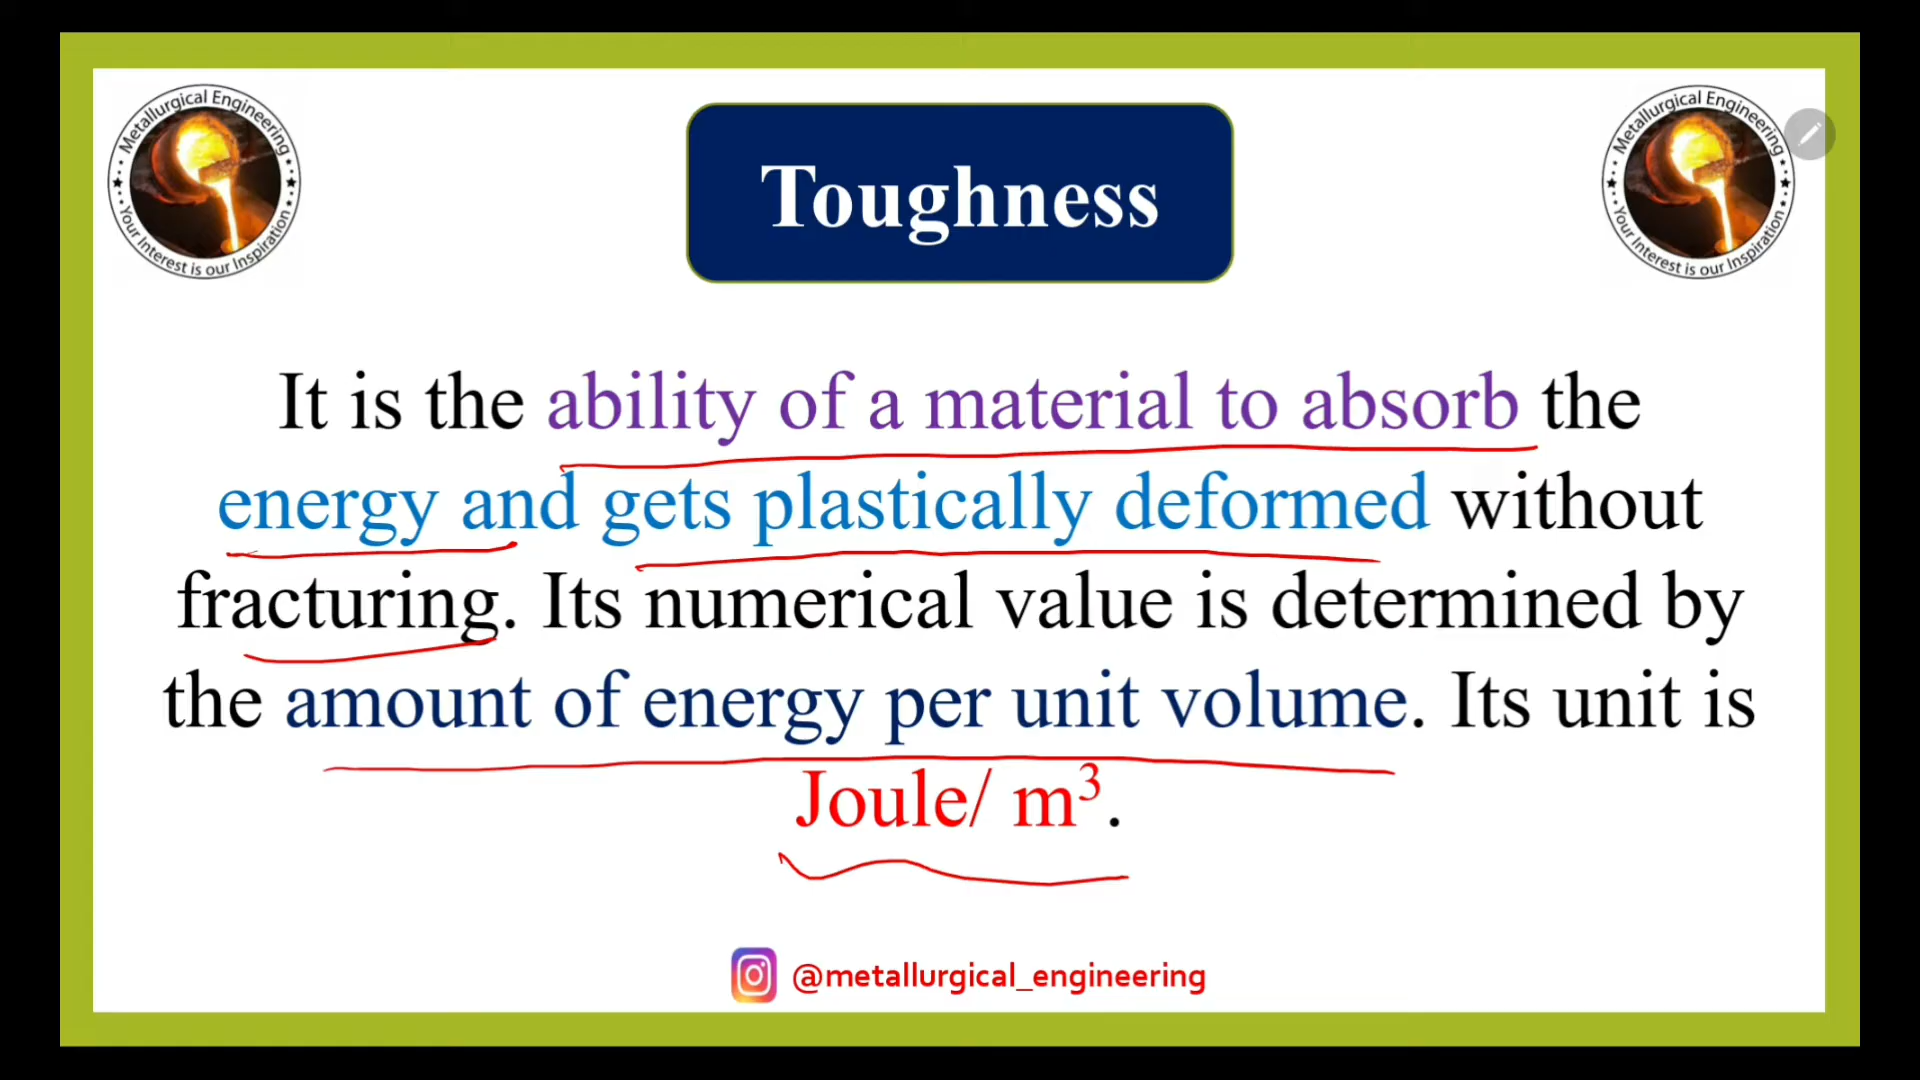 Metallurgical Engineering
Your Interest is our Inspiration
Toughness
Metallurgical Engineering
Your Interest is our Inspiration
It is the ability of a material to absorb the
energy and gets plastically deformed without
fracturing. Its numerical value is determined by
the amount of energy per unit volume. Its unit is
Joule/ m³.
@metallurgical_engineering